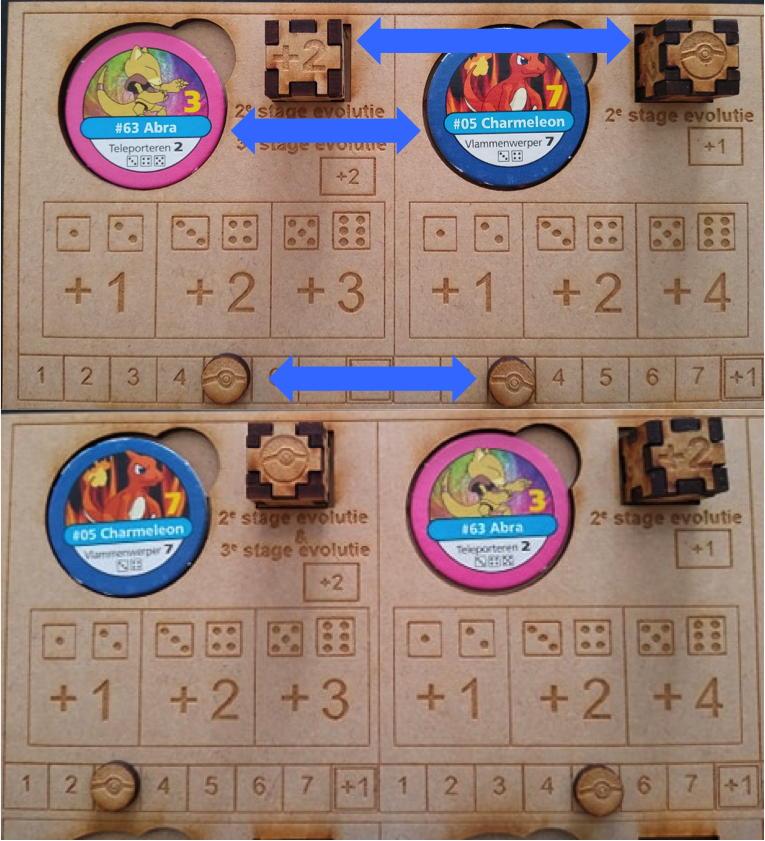 +2
3
#63 Abra
Teleporteren 2
2e stage evolutie
3e stage evolutie
+2
7
#05 Charmeleon
Vlammenwerper 7
2e stage evolutie
+1
+1 +2 +3
+1 +2 +4
1 2 3 4
4 5 6 7 +1
7
#05 Charmeleon
Vlammenwerper 7
2e stage evolutie
&
3e stage evolutie
+2
3
#63 Abra
Teleporteren 2
+2
2e stage evolutie
+1
+1 +2 +3
+1 +2 +4
1 2 4 5 6 7 +1
1 2 3 4 6 7 +1